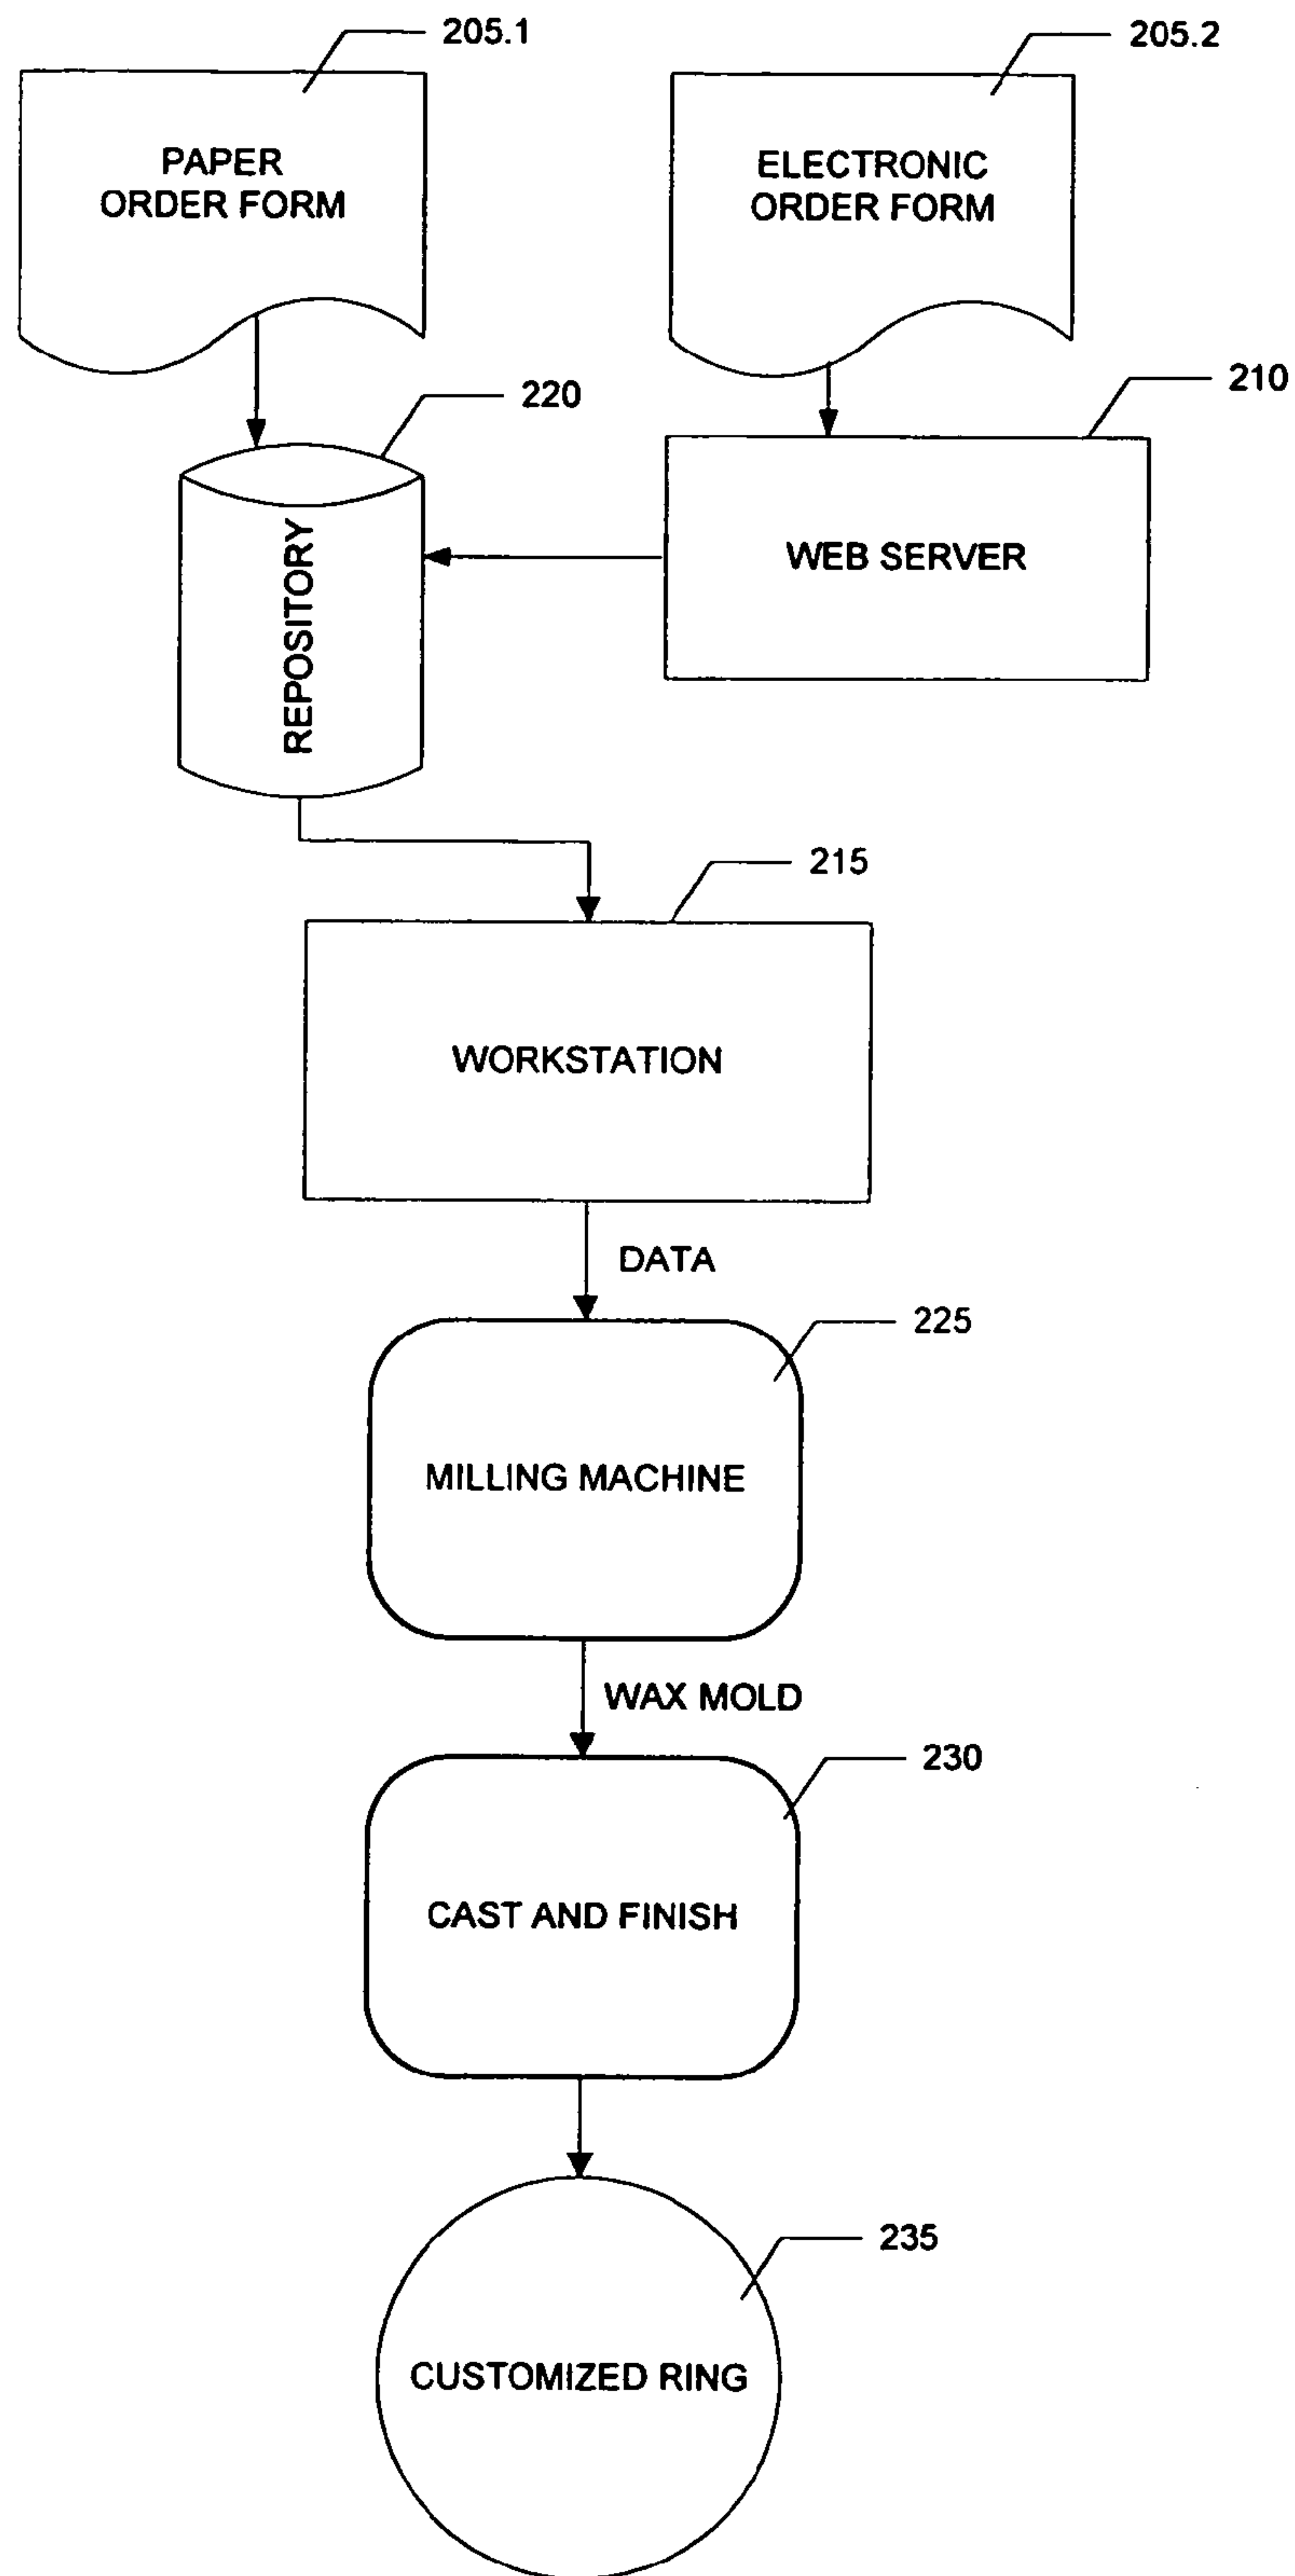 205.1
205.2
PAPER
ORDER FORM
ELECTRONIC
ORDER FORM
220
210
REPOSITORY
WEB SERVER
215
WORKSTATION
DATA
225
MILLING MACHINE
WAX MOLD
230
CAST AND FINISH
235
CUSTOMIZED RING